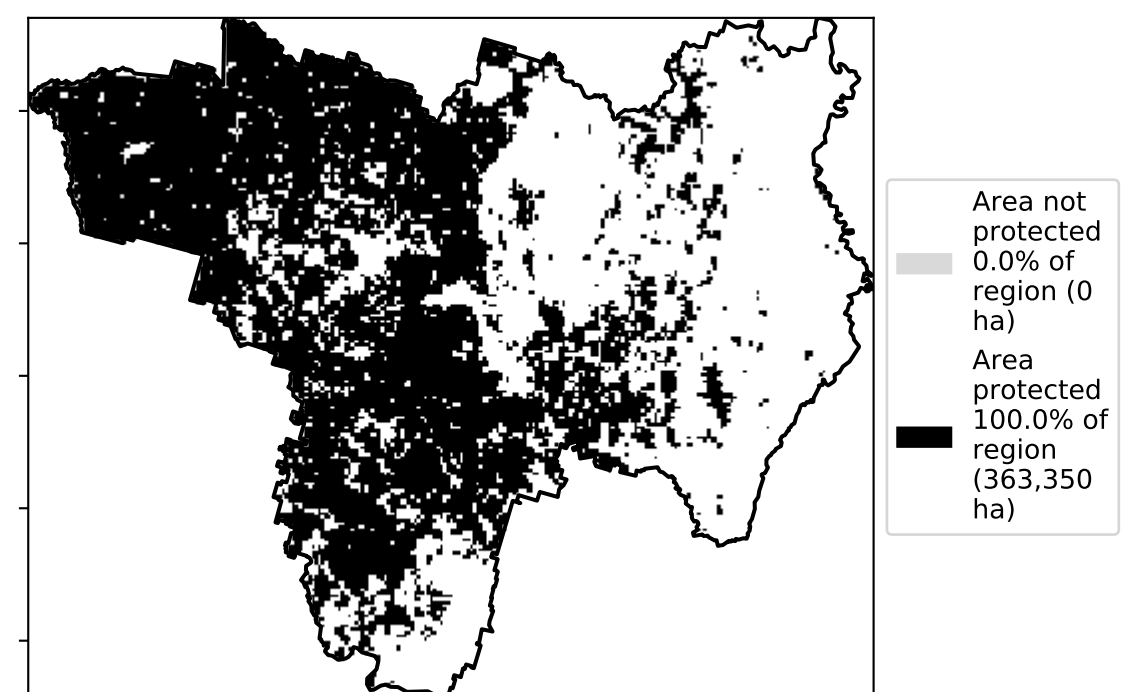 Area not
protected
0.0% of
region (0
ha)
Area
protected
100.0% of
region
(363,350
ha)